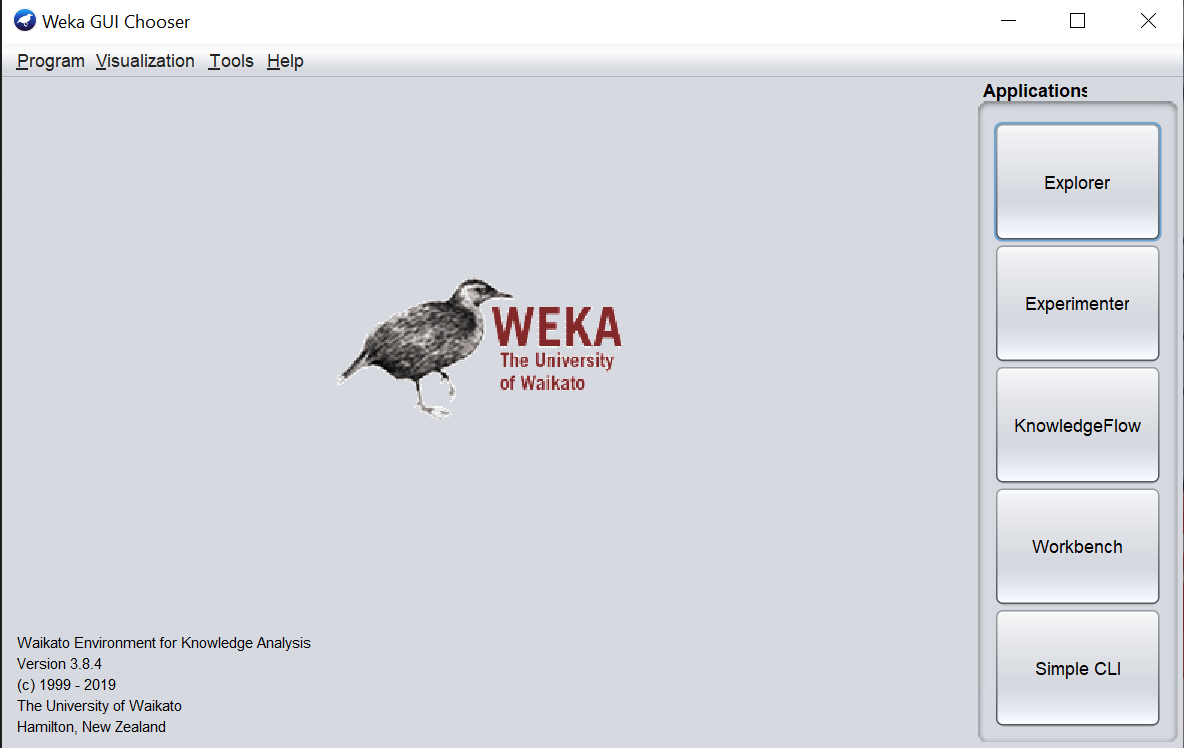 Weka GUI Chooser
Program Visualization Tools Help
Applications
Explorer
Experimenter
KnowledgeFlow
Workbench
Simple CLI
WEKA
The University
of Waikato
Waikato Environment for Knowledge Analysis
Version 3.8.4
(c) 1999 - 2019
The University of Waikato
Hamilton, New Zealand